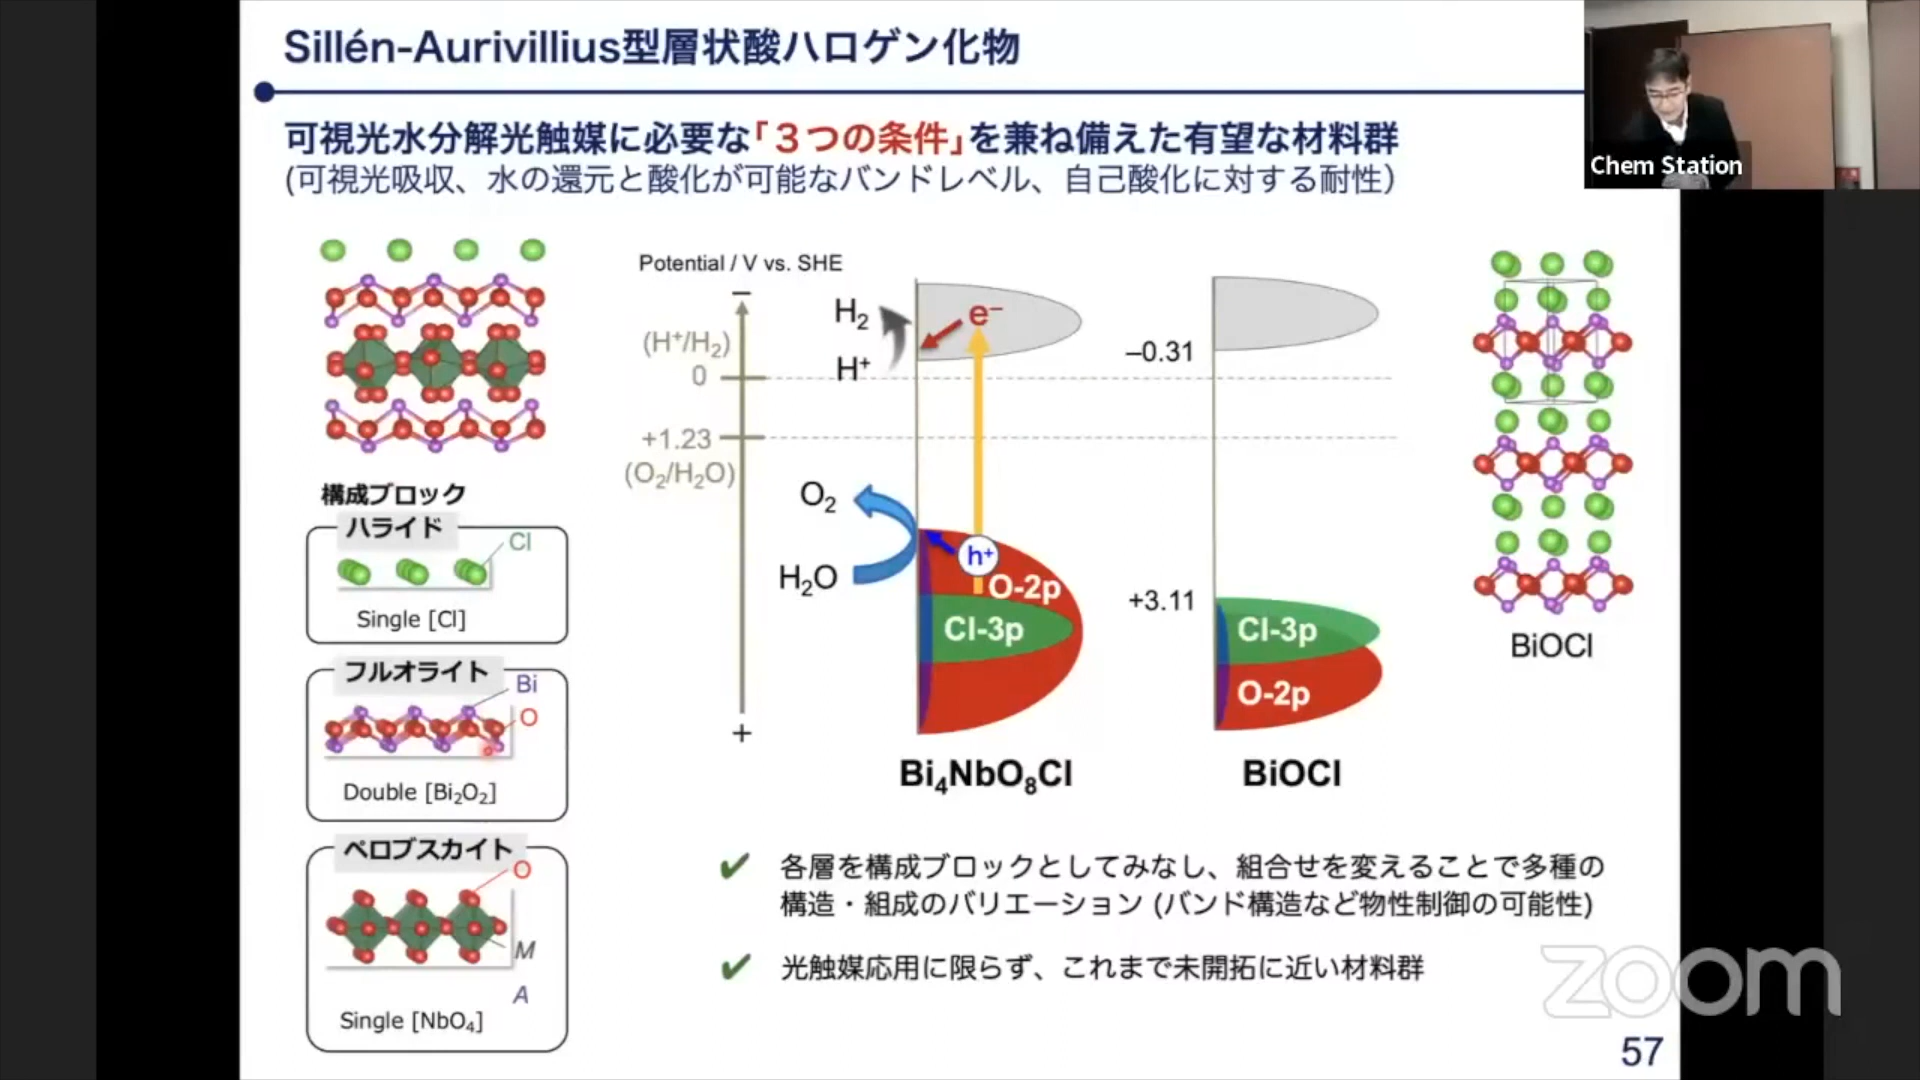 Sillén-Aurivillius型層状酸ハロゲン化物
可視光水分解光触媒に必要な「３つの条件」を兼ね備えた有望な材料群
(可視光吸収、水の還元と酸化が可能なバンドレベル、自己酸化に対する耐性)
Chem Station
Potential / V vs. SHE
−
(H⁺/H₂)
0
+1.23
(O₂/H₂O)
+
H₂
H⁺
e⁻
O₂
H₂O
h⁺
O-2p
Cl-3p
Bi₄NbO₈Cl
–0.31
+3.11
Cl-3p
O-2p
BiOCl
BiOCl
構成ブロック
ハライド
Cl
Single [Cl]
フルオライト
Bi
O
Double [Bi₂O₂]
ペロブスカイト
O
M
A
Single [NbO₄]
✔ 各層を構成ブロックとしてみなし、組合せを変えることで多種の
構造・組成のバリエーション (バンド構造など物性制御の可能性)
✔ 光触媒応用に限らず、これまで未開拓に近い材料群
zoom
57